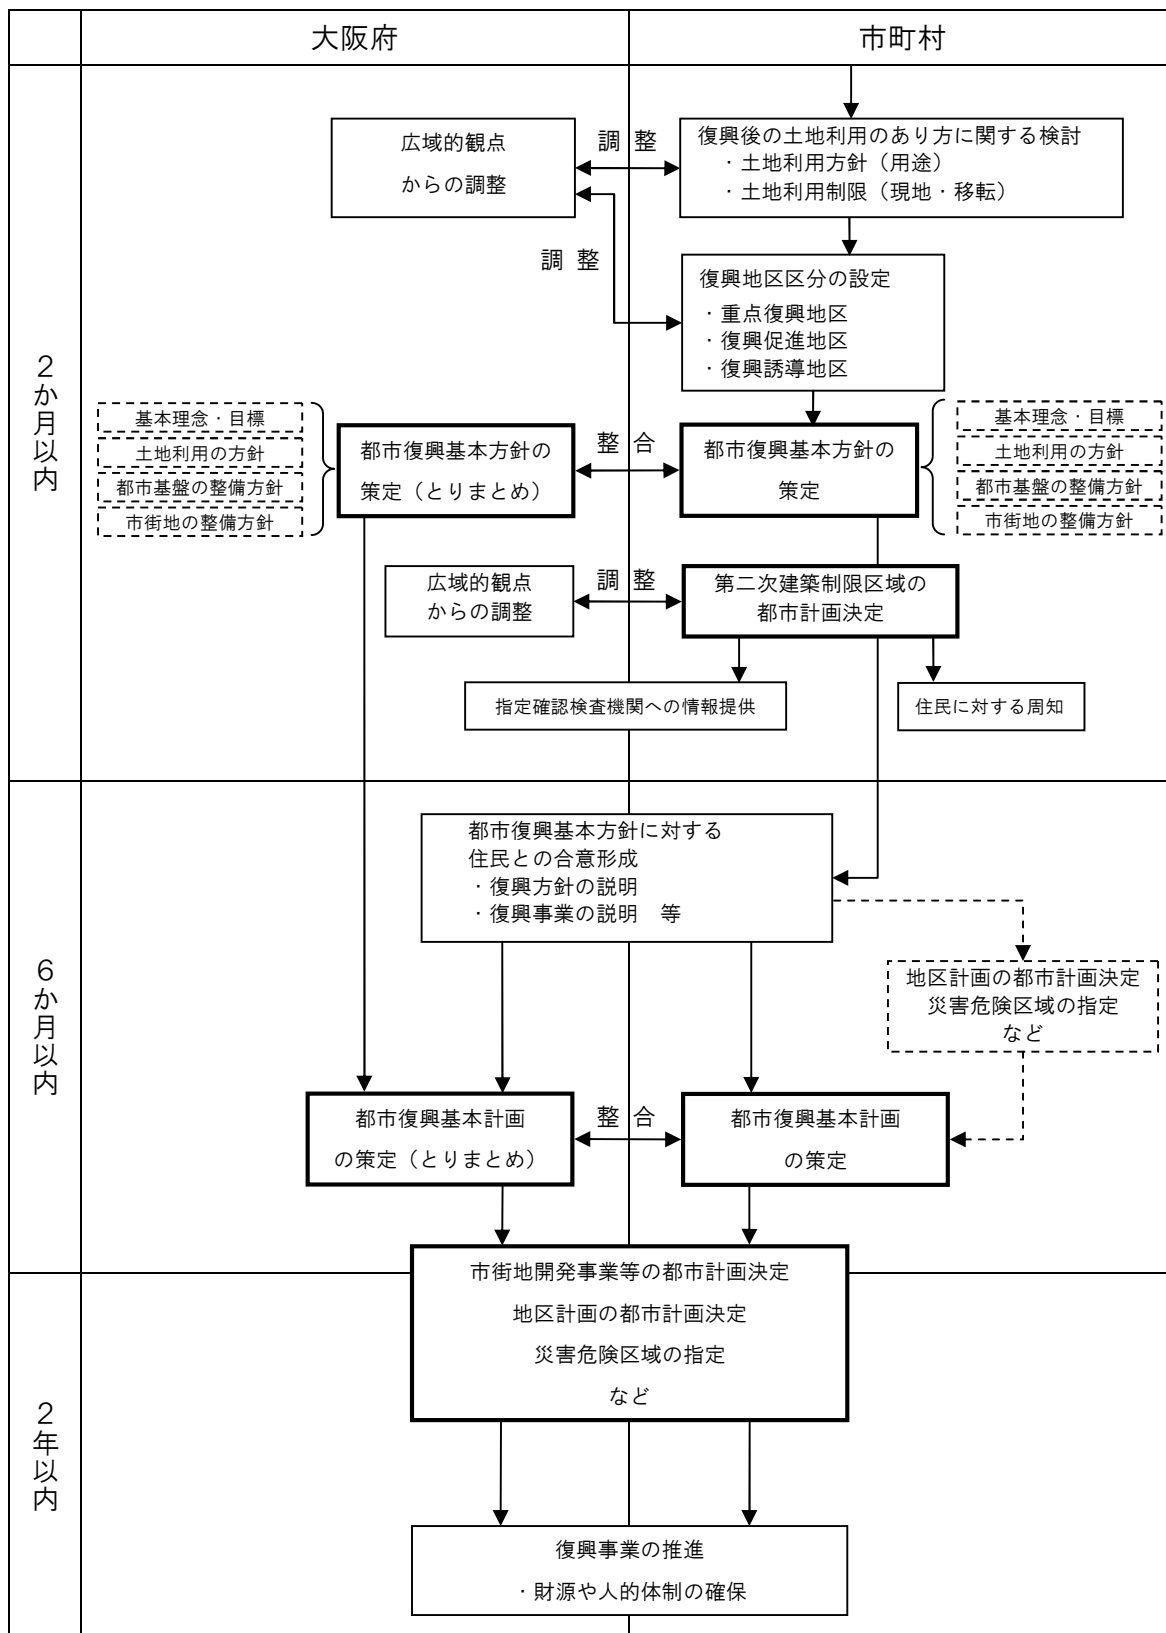 大阪府
市町村
2か月以内
広域的観点
からの調整
調 整
復興後の土地利用のあり方に関する検討
・土地利用方針（用途）
・土地利用制限（現地・移転）
調 整
復興地区区分の設定
・重点復興地区
・復興促進地区
・復興誘導地区
基本理念・目標
土地利用の方針
都市基盤の整備方針
市街地の整備方針
都市復興基本方針の
策定（とりまとめ）
整 合
都市復興基本方針の
策定
基本理念・目標
土地利用の方針
都市基盤の整備方針
市街地の整備方針
広域的観点
からの調整
調 整
第二次建築制限区域の
都市計画決定
指定確認検査機関への情報提供
住民に対する周知
6か月以内
都市復興基本方針に対する
住民との合意形成
・復興方針の説明
・復興事業の説明　等
地区計画の都市計画決定
災害危険区域の指定
など
都市復興基本計画
の策定（とりまとめ）
整 合
都市復興基本計画
の策定
2年以内
市街地開発事業等の都市計画決定
地区計画の都市計画決定
災害危険区域の指定
など
復興事業の推進
・財源や人的体制の確保